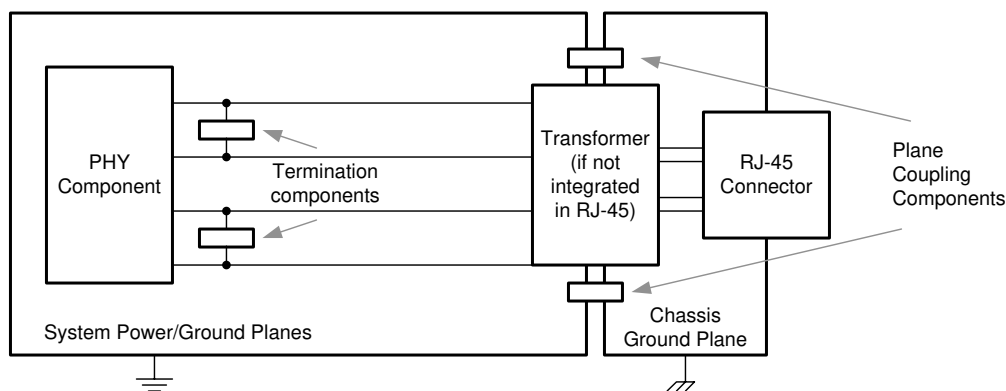 PHY
Component
Termination
components
Transformer
(if not
integrated
in RJ-45)
RJ-45
Connector
Plane
Coupling
Components
System Power/Ground Planes
Chassis
Ground Plane